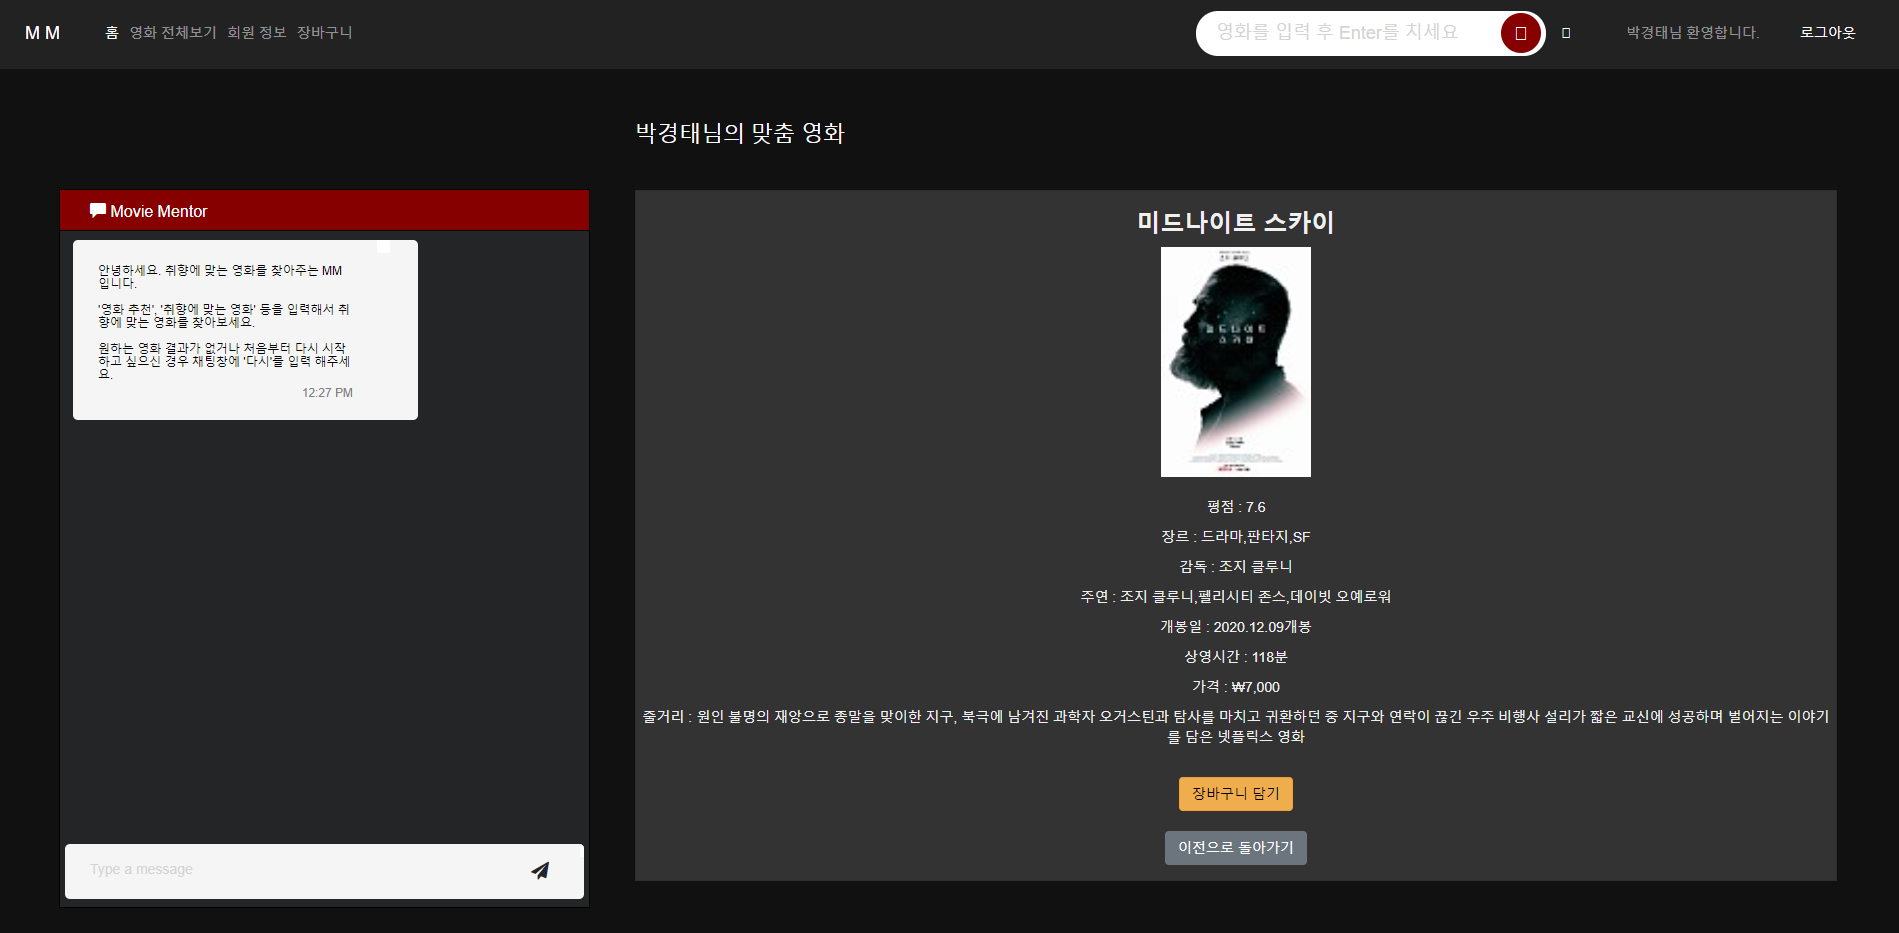 M M
홈 영화 전체보기 회원 정보 장바구니
영화를 입력 후 Enter를 치세요
박경태님 환영합니다.
로그아웃
박경태님의 맞춤 영화
Movie Mentor
안녕하세요. 취향에 맞는 영화를 찾아주는 MM
입니다.
'영화 추천', '취향에 맞는 영화' 등을 입력해서 취
향에 맞는 영화를 찾아보세요.
원하는 영화 결과가 없거나 처음부터 다시 시작
하고 싶으신 경우 채팅창에 '다시'를 입력 해주세
요.
12:27 PM
Type a message
미드나이트 스카이
미드나이트
스카이
평점 : 7.6
장르 : 드라마,판타지,SF
감독 : 조지 클루니
주연 : 조지 클루니,펠리시티 존스,데이빗 오예로워
개봉일 : 2020.12.09개봉
상영시간 : 118분
가격 : ₩7,000
줄거리 : 원인 불명의 재앙으로 종말을 맞이한 지구, 북극에 남겨진 과학자 오거스틴과 탐사를 마치고 귀환하던 중 지구와 연락이 끊긴 우주 비행사 설리가 짧은 교신에 성공하며 벌어지는 이야기
를 담은 넷플릭스 영화
장바구니 담기
이전으로 돌아가기